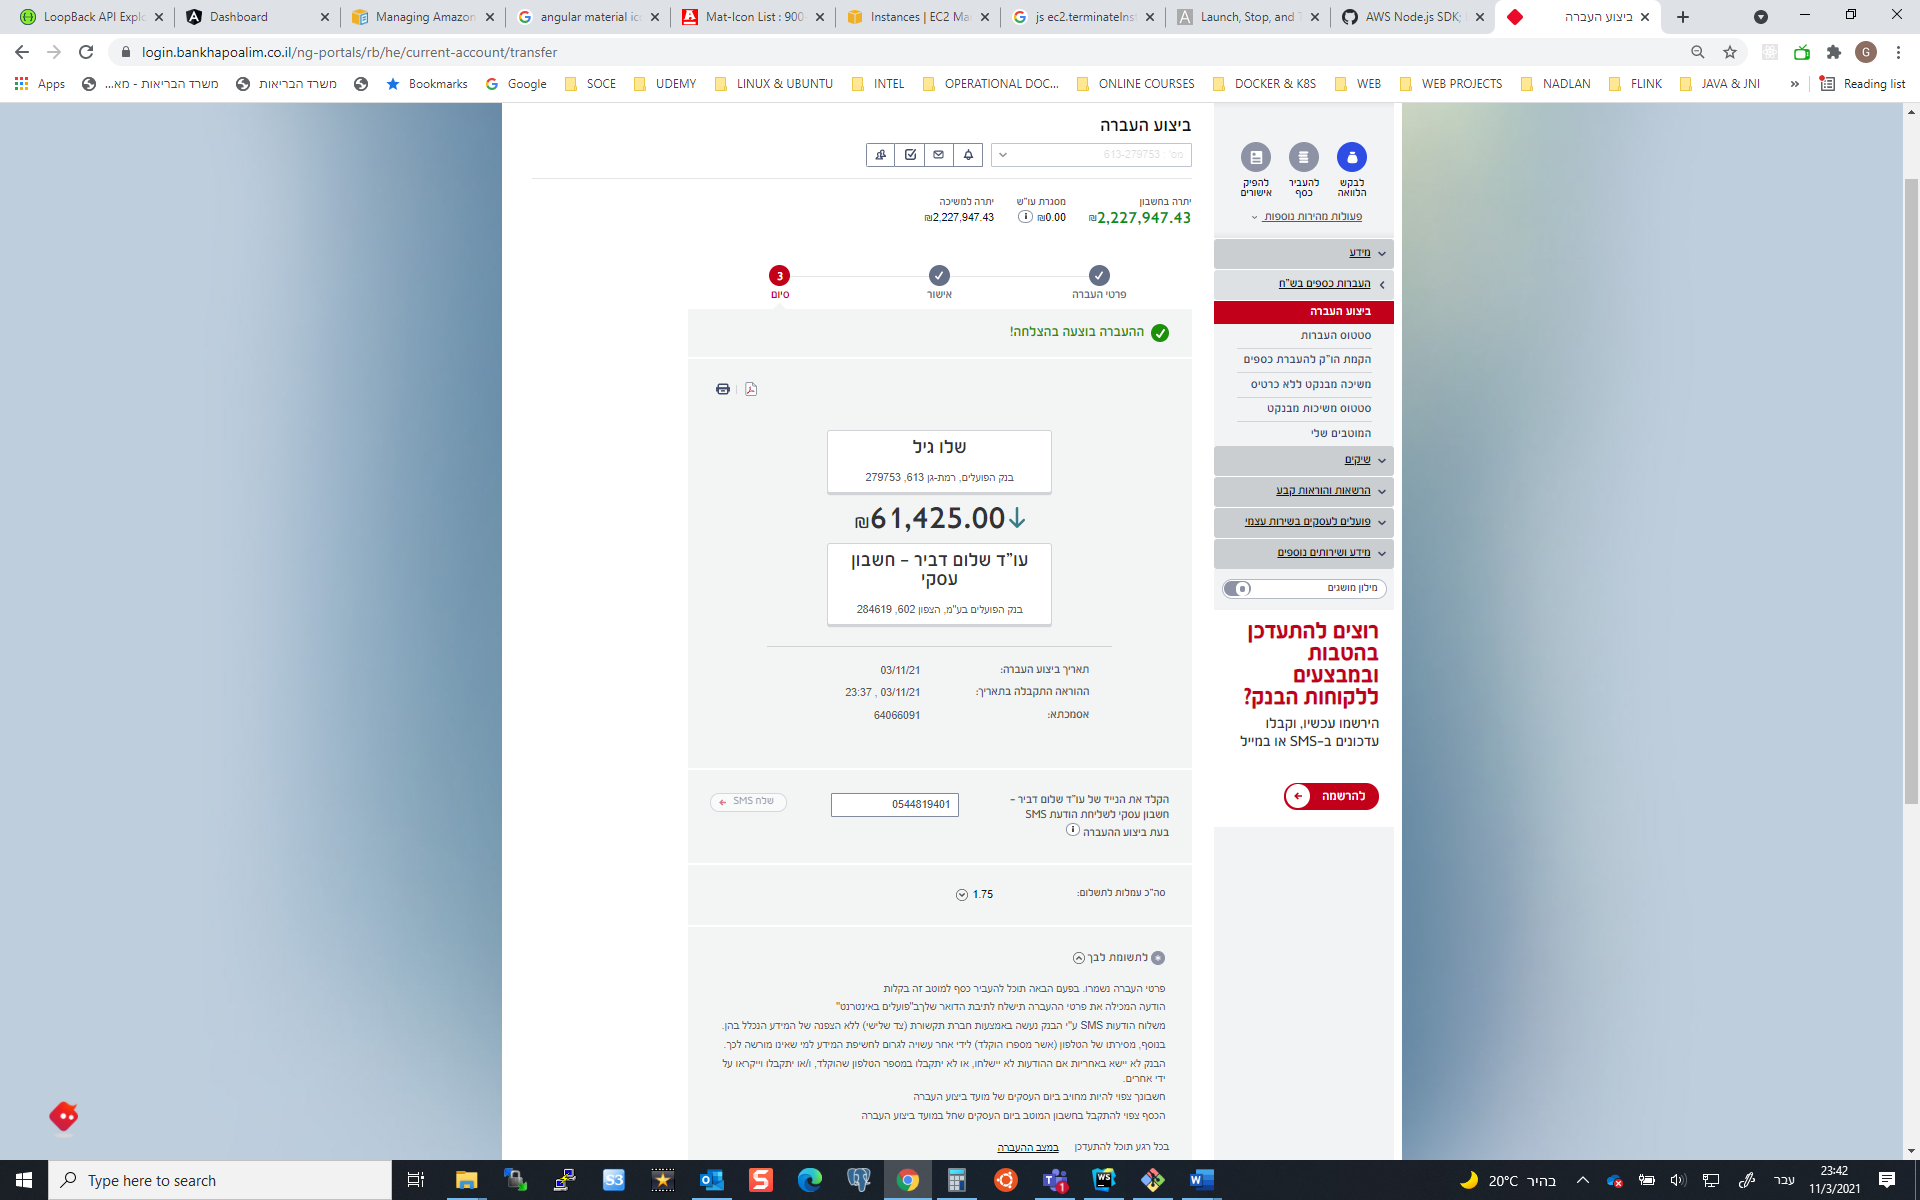 LoopBack API Explo
Dashboard
Managing Amazon
angular material ico
Mat-Icon List : 900
Instances | EC2 Ma
js ec2.terminateInst
Launch, Stop, and T
AWS Node.js SDK;
ביצוע העברה
login.bankhapoalim.co.il/ng-portals/rb/he/current-account/transfer
G
Apps
משרד הבריאות - מא...
משרד הבריאות
Bookmarks
Google
SOCE
UDEMY
LINUX & UBUNTU
INTEL
OPERATIONAL DOC...
ONLINE COURSES
DOCKER & K8S
WEB
WEB PROJECTS
NADLAN
FLINK
JAVA & JNI
»
Reading list
ביצוע העברה
מס' : 613-279753
יתרה בחשבון
₪2,227,947.43
מסגרת עו"ש
₪0.00
יתרה למשיכה
₪2,227,947.43
פרטי העברה
אישור
3
סיום
ההעברה בוצעה בהצלחה!
שלו גיל
בנק הפועלים, רמת-גן 613, 279753
₪61,425.00
עו"ד שלום דביר - חשבון
עסקי
בנק הפועלים בע"מ, הצפון 602, 284619
תאריך ביצוע העברה: 03/11/21
ההוראה התקבלה בתאריך: 03/11/21 , 23:37
אסמכתא: 64066091
הקלד את הנייד של עו"ד שלום דביר -
חשבון עסקי לשליחת הודעת SMS
בעת ביצוע ההעברה
0544819401
שלח SMS
סה"כ עמלות לתשלום: 1.75
לתשומת לבך
פרטי העברה נשמרו. בפעם הבאה תוכל להעביר כסף למוטב זה בקלות
הודעה המכילה את פרטי ההעברה תישלח לתיבת הדואר שלךב"פועלים באינטרנט"
משלוח הודעות SMS ע"י הבנק נעשה באמצעות חברת תקשורת (צד שלישי) ללא הצפנה של המידע הנכלל בהן.
בנוסף, מסירתו של הטלפון (אשר מספרו הוקלד) לידי אחר עשויה לגרום לחשיפת המידע למי שאינו מורשה לכך.
הבנק לא יישא באחריות אם ההודעות לא יישלחו, או לא יתקבלו במספר הטלפון שהוקלד, ו/או יתקבלו וייקראו על
ידי אחרים.
חשבונך צפוי להיות מחויב ביום העסקים של מועד ביצוע העברה
הכסף צפוי להתקבל בחשבון המוטב ביום העסקים שחל במועד ביצוע העברה
בכל רגע תוכל להתעדכן במצב ההעברה
לבקש
הלוואה
להעביר
כסף
להפיק
אישורים
פעולות מהירות נוספות
מידע
העברות כספים בש"ח
ביצוע העברה
סטטוס העברות
הקמת הו"ק להעברת כספים
משיכה מבנקט ללא כרטיס
סטטוס משיכות מבנקט
המוטבים שלי
שיקים
הרשאות והוראות קבע
פועלים לעסקים בשירות עצמי
מידע ושירותים נוספים
מילון מושגים
רוצים להתעדכן
בהטבות
ובמבצעים
ללקוחות הבנק?
הירשמו עכשיו, וקבלו
עדכונים ב-SMS או במייל
להרשמה
Type here to search
20°C בהיר
עבר
23:42
11/3/2021